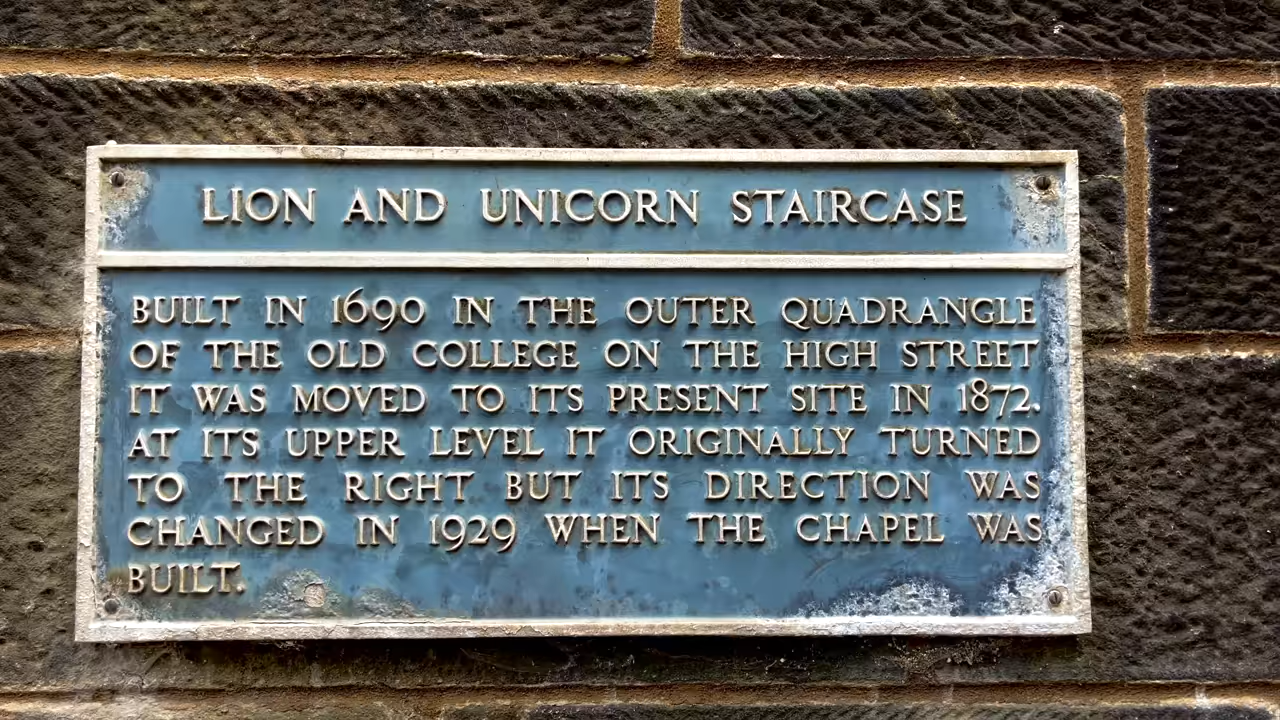 LION AND UNICORN STAIRCASE
BUILT IN 1690 IN THE OUTER QUADRANGLE
OF THE OLD COLLEGE ON THE HIGH STREET
IT WAS MOVED TO ITS PRESENT SITE IN 1872.
AT ITS UPPER LEVEL IT ORIGINALLY TURNED
TO THE RIGHT BUT ITS DIRECTION WAS
CHANGED IN 1929 WHEN THE CHAPEL WAS
BUILT.